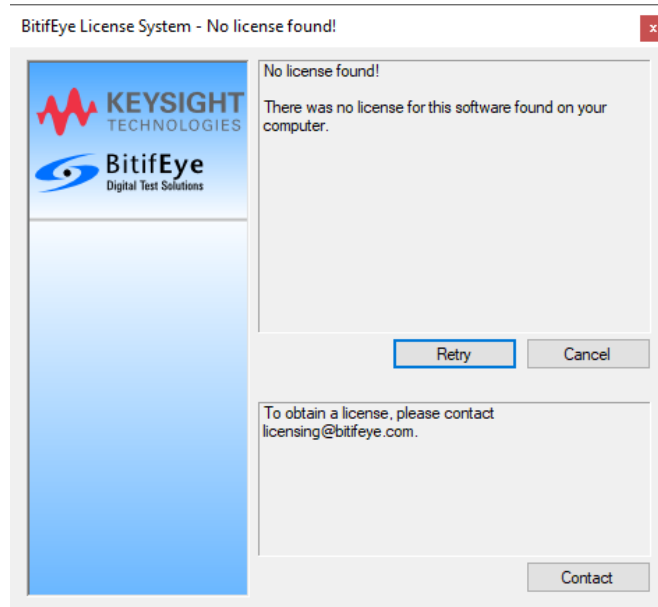 BitifEye License System - No license found!
x
KEYSIGHT
TECHNOLOGIES
BitifEye
Digital Test Solutions
No license found!
There was no license for this software found on your
computer.
Retry
Cancel
To obtain a license, please contact
licensing@bitifeye.com.
Contact